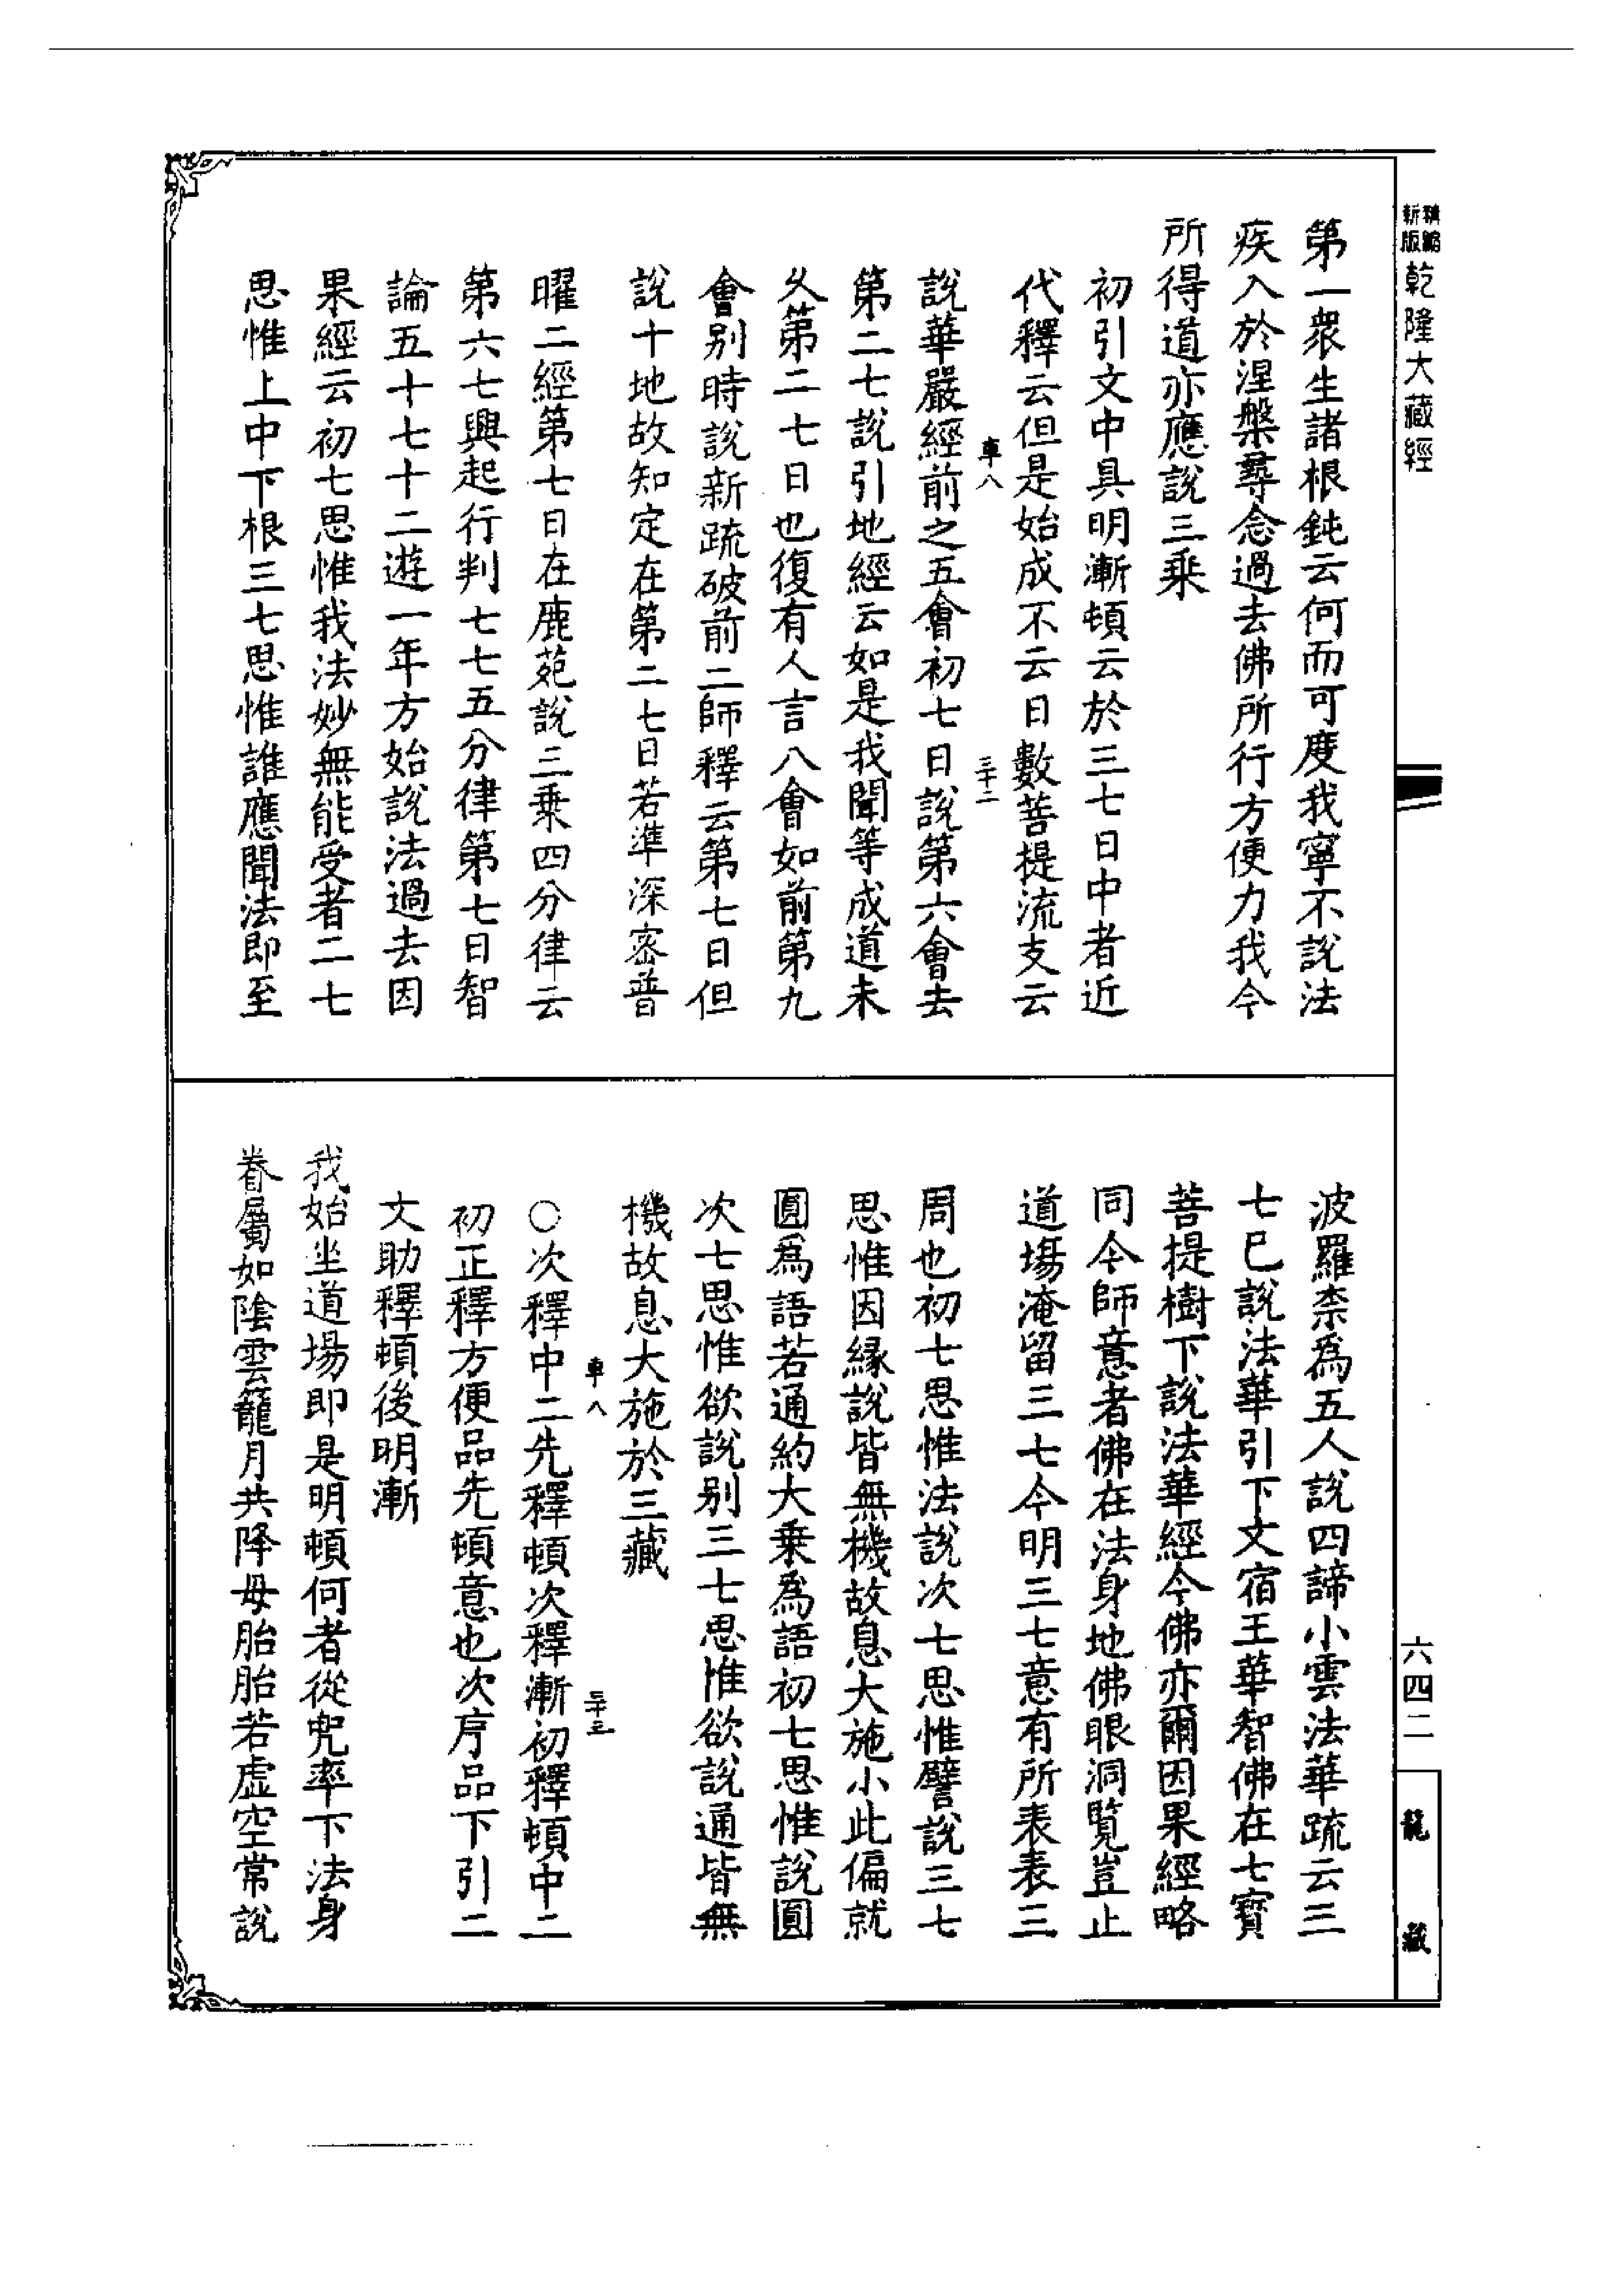 精縮
新版
乾隆大藏經
第一衆生諸根鈍云何而可度我寧不說法
疾入於涅槃尋念過去佛所行方便力我今
所得道亦應說三乘
初引文中具明漸頓云於三七日中者近
代釋云但是始成不云日數菩提流支云
車八
三十二
說華嚴經前之五會初七日說第六會去
第二七說引地經云如是我聞等成道未
久第二七日也復有人言八會如前第九
會别時說新疏破前二師釋云第七日但
說十地故知定在第二七日若準深密普
曜二經第七日在鹿苑說三乘四分律云
第六七興起行判七七五分律第七日智
論五十七十二遊一年方始說法過去因
果經云初七思惟我法妙無能受者二七
思惟上中下根三七思惟誰應聞法即至
波羅柰爲五人說四諦小雲法華疏云三
七已說法華引下文宿王華智佛在七寶
菩提樹下說法華經今佛亦爾因果經略
同今師意者佛在法身地佛眼洞覽豈止
道場淹留三七今明三七意有所表表三
周也初七思惟法說次七思惟譬說三七
思惟因緣說皆無機故息大施小此偏就
圓爲語若通約大乘爲語初七思惟說圓
次七思惟欲說别三七思惟欲說通皆無
機故息大施於三藏
車八
三十三
○次釋中二先釋頓次釋漸初釋頓中二
初正釋方便品先頓意也次序品下引二
文助釋頓後明漸
我始坐道場即是明頓何者從兜率下法身
眷屬如陰雲籠月共降母胎胎若虛空常說
六四二
龍藏